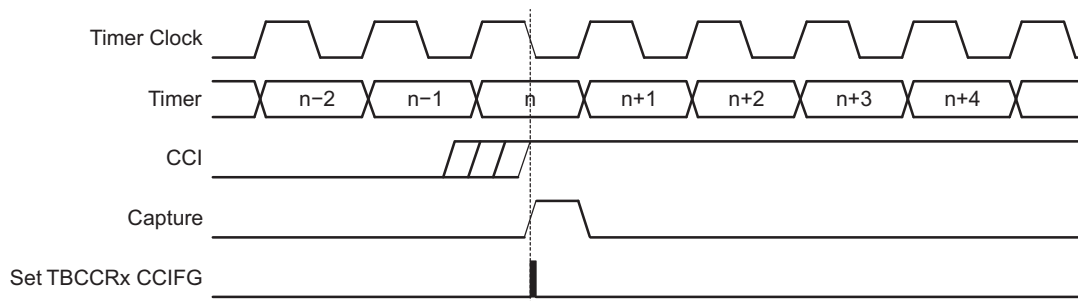 Timer Clock
Timer
n−2 n−1 n n+1 n+2 n+3 n+4
CCI
Capture
Set TBCCRx CCIFG